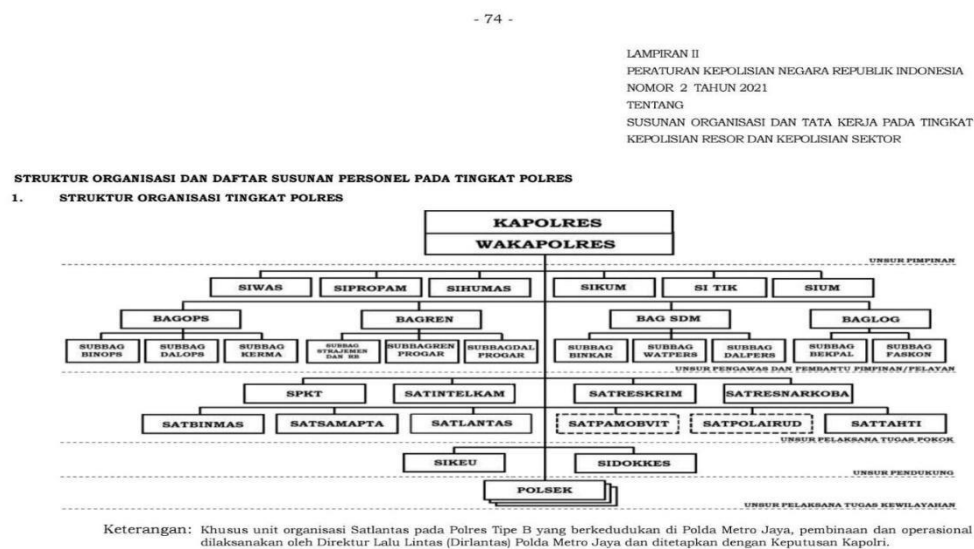 - 74 -
LAMPIRAN II
PERATURAN KEPOLISIAN NEGARA REPUBLIK INDONESIA
NOMOR 2 TAHUN 2021
TENTANG
SUSUNAN ORGANISASI DAN TATA KERJA PADA TINGKAT
KEPOLISIAN RESOR DAN KEPOLISIAN SEKTOR
STRUKTUR ORGANISASI DAN DAFTAR SUSUNAN PERSONEL PADA TINGKAT POLRES
1. STRUKTUR ORGANISASI TINGKAT POLRES
KAPOLRES
WAKAPOLRES
UNSUR PIMPINAN
SIWAS SIPROPAM SIHUMAS SIKUM SI TIK SIUM
BAGOPS BAGREN BAG SDM BAGLOG
SUBBAG BINOPS
SUBBAG DALOPS
SUBBAG KERMA
SUBBAG STRAJEMEN DAN RB
SUBBAGREN PROGAR
SUBBAGDAL PROGAR
SUBBAG BINKAR
SUBBAG WATPERS
SUBBAG DALPERS
SUBBAG BEKPAL
SUBBAG FASKON
UNSUR PENGAWAS DAN PEMBANTU PIMPINAN/PELAYAN
SPKT SATINTELKAM SATRESKRIM SATRESNARKOBA
SATBINMAS SATSAMAPTA SATLANTAS SATPAMOBVIT SATPOLAIRUD SATTAHTI
UNSUR PELAKSANA TUGAS POKOK
SIKEU SIDOKKES
UNSUR PENDUKUNG
POLSEK
UNSUR PELAKSANA TUGAS KEWILAYAHAN
Keterangan: Khusus unit organisasi Satlantas pada Polres Tipe B yang berkedudukan di Polda Metro Jaya, pembinaan dan operasional
dilaksanakan oleh Direktur Lalu Lintas (Dirlantas) Polda Metro Jaya dan ditetapkan dengan Keputusan Kapolri.